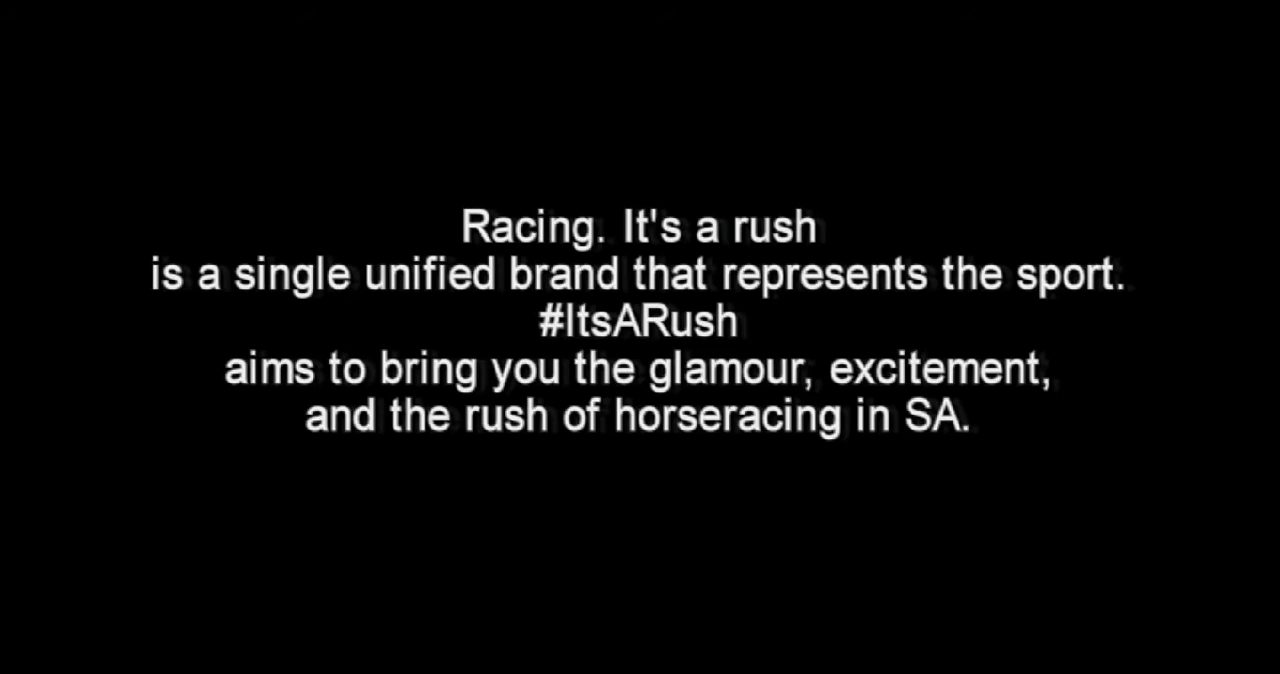 Racing. It's a rush
is a single unified brand that represents the sport.
#ItsARush
aims to bring you the glamour, excitement,
and the rush of horseracing in SA.